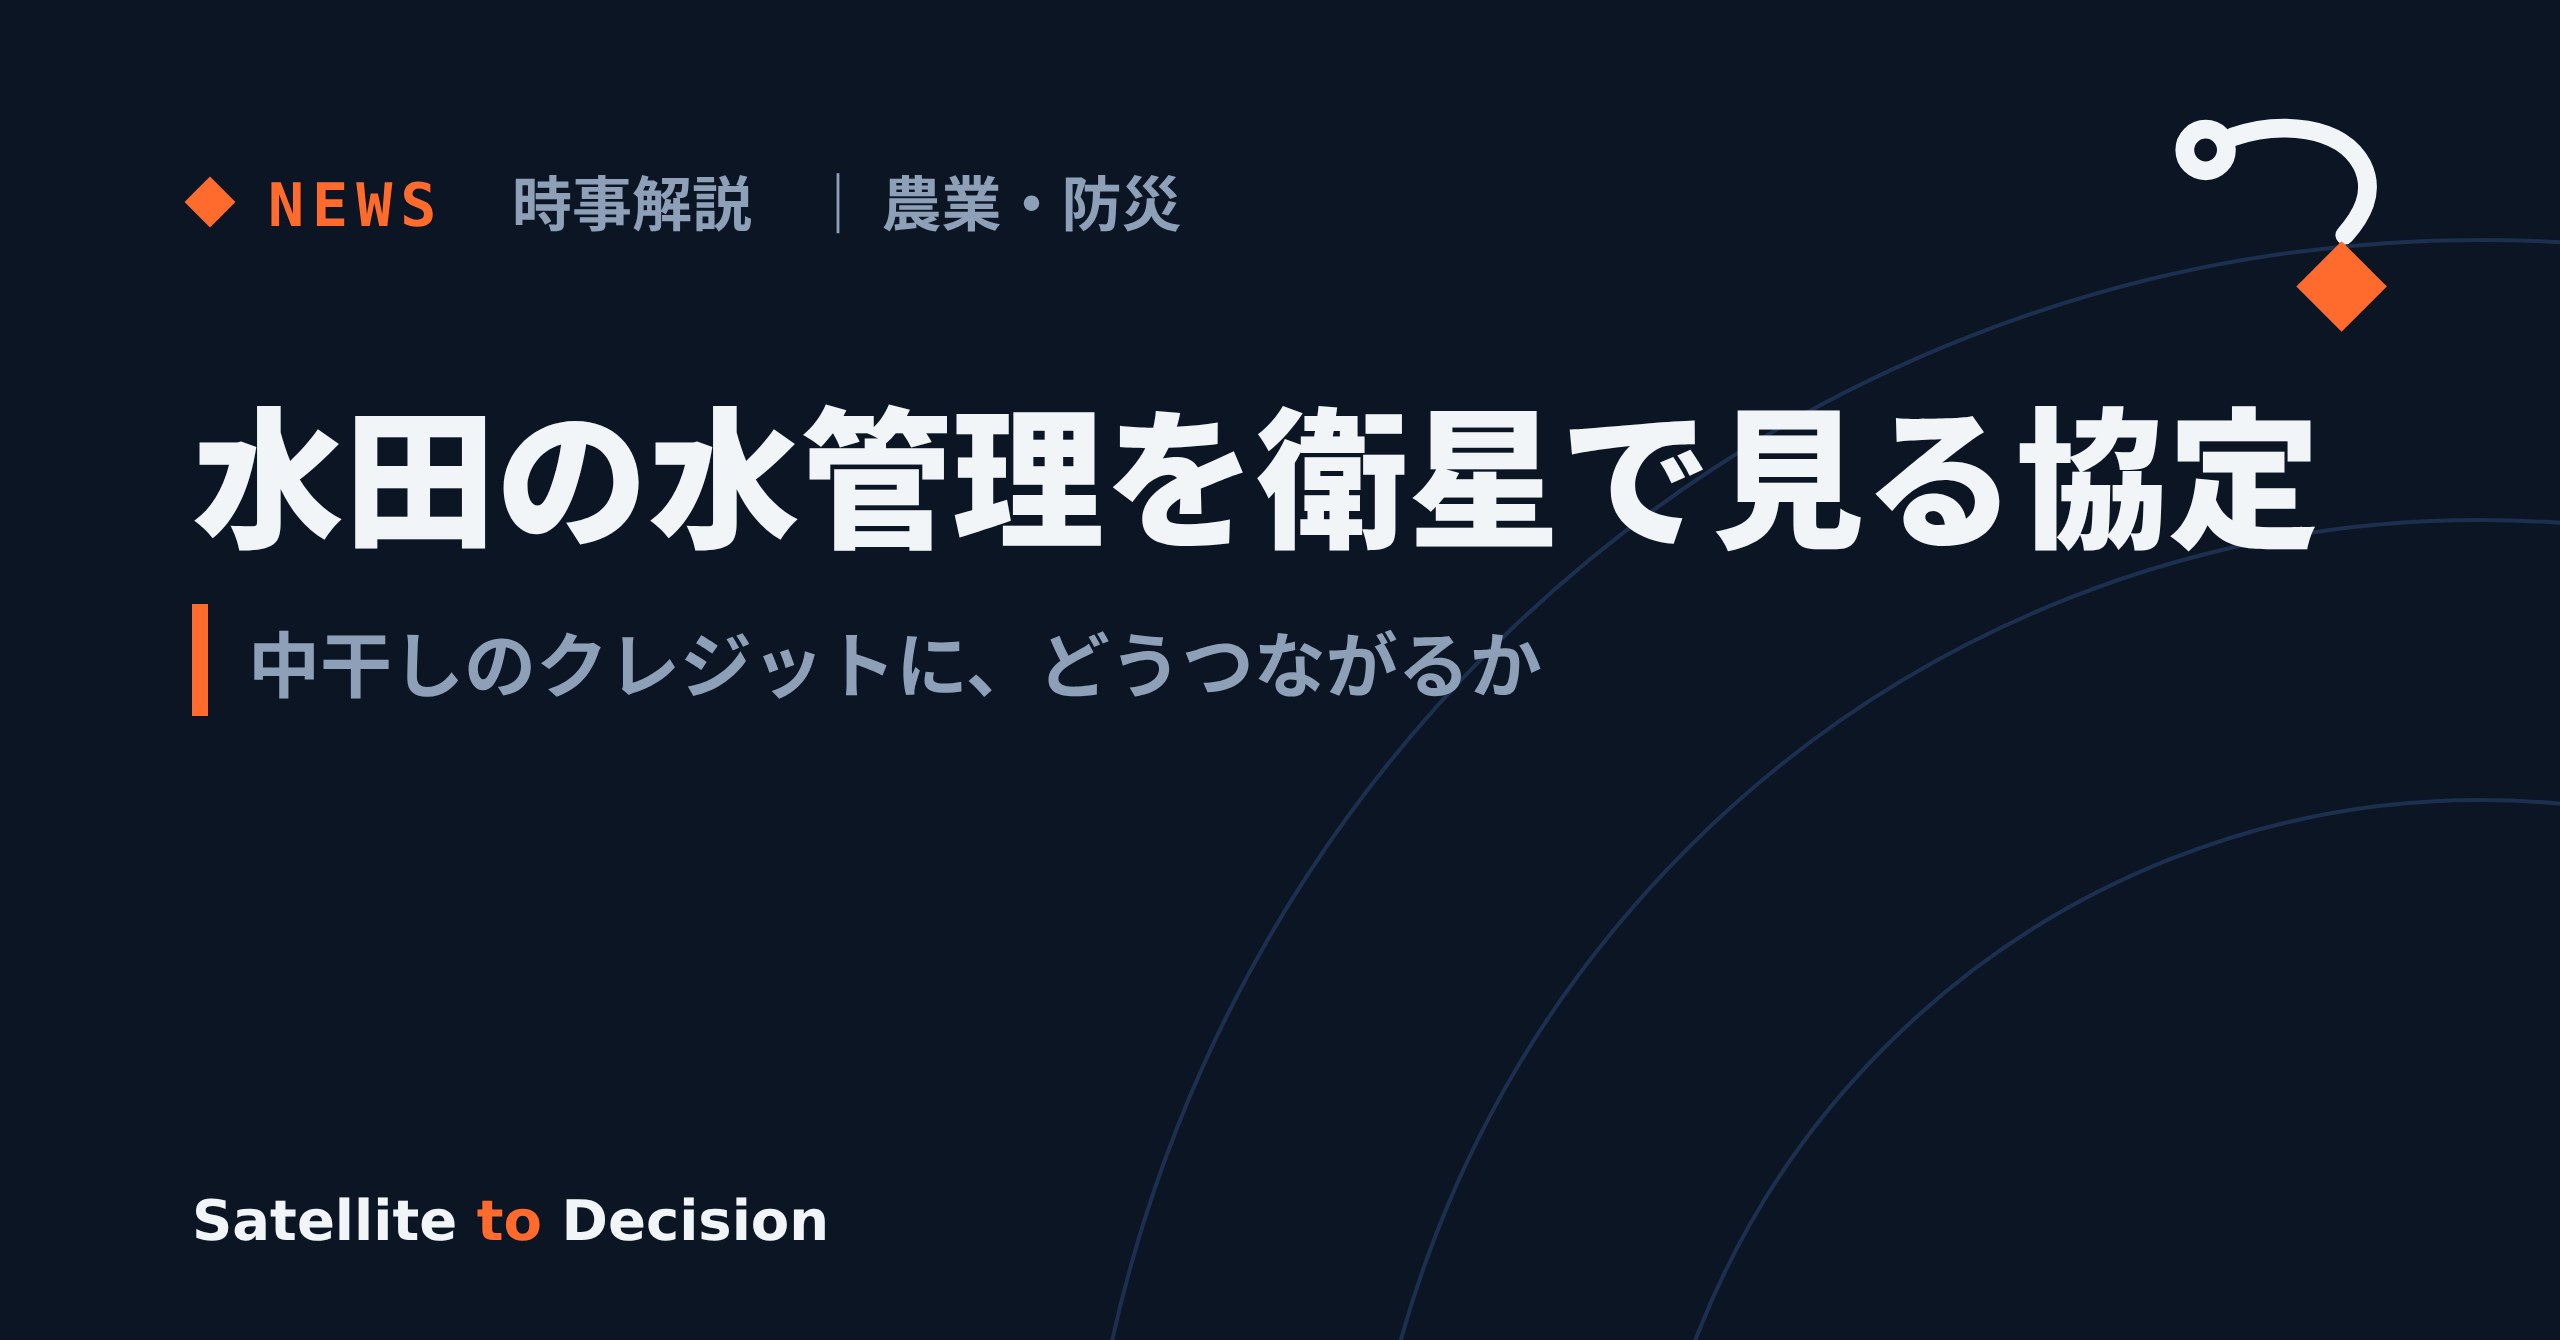 NEWS 時事解説 | 農業・防災
水田の水管理を衛星で見る協定
中干しのクレジットに、どうつながるか
Satellite to Decision